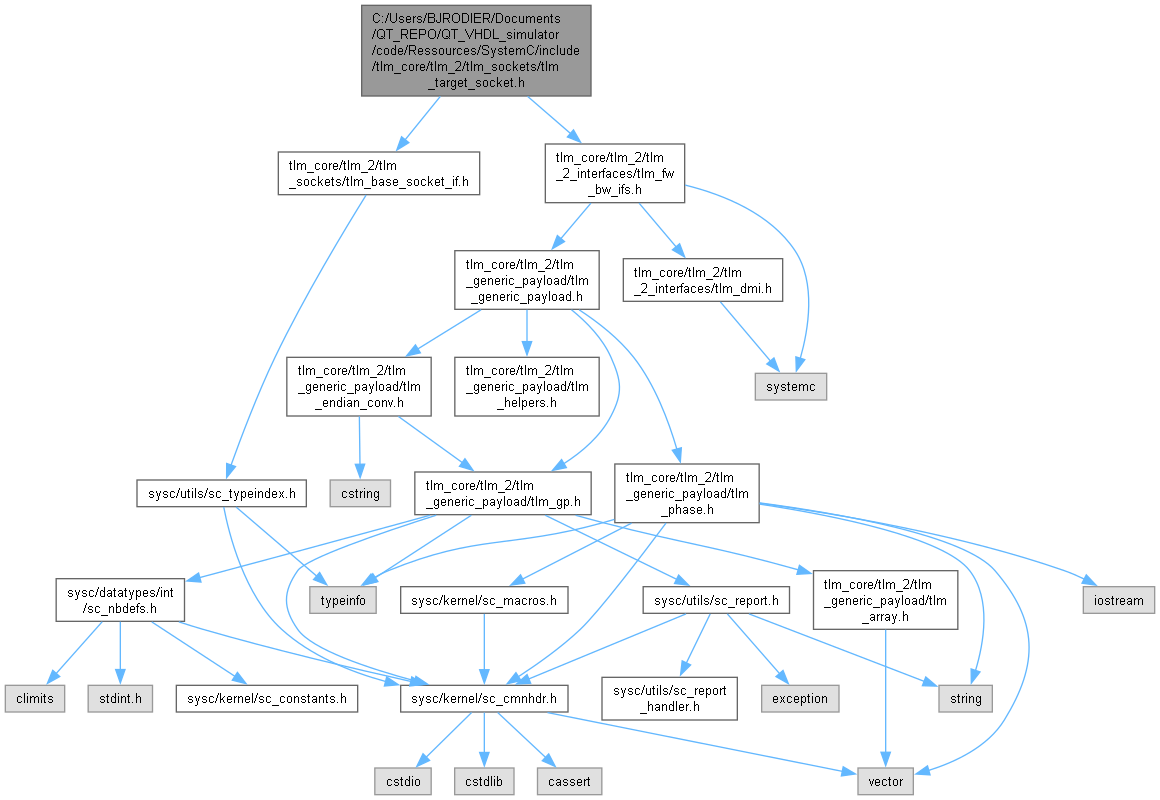 C:/Users/BJRODIER/Documents
/QT_REPO/QT_VHDL_simulator
/code/Ressources/SystemC/include
/tlm_core/tlm_2/tlm_sockets/tlm
_target_socket.h
tlm_core/tlm_2/tlm
_sockets/tlm_base_socket_if.h
tlm_core/tlm_2/tlm
_2_interfaces/tlm_fw
_bw_ifs.h
tlm_core/tlm_2/tlm
_generic_payload/tlm
_generic_payload.h
tlm_core/tlm_2/tlm
_2_interfaces/tlm_dmi.h
tlm_core/tlm_2/tlm
_generic_payload/tlm
_endian_conv.h
tlm_core/tlm_2/tlm
_generic_payload/tlm
_helpers.h
systemc
sysc/utils/sc_typeindex.h
cstring
tlm_core/tlm_2/tlm
_generic_payload/tlm_gp.h
tlm_core/tlm_2/tlm
_generic_payload/tlm
_phase.h
sysc/datatypes/int
/sc_nbdefs.h
typeinfo
sysc/kernel/sc_macros.h
sysc/utils/sc_report.h
tlm_core/tlm_2/tlm
_generic_payload/tlm
_array.h
iostream
climits
stdint.h
sysc/kernel/sc_constants.h
sysc/kernel/sc_cmnhdr.h
sysc/utils/sc_report
_handler.h
exception
string
cstdio
cstdlib
cassert
vector